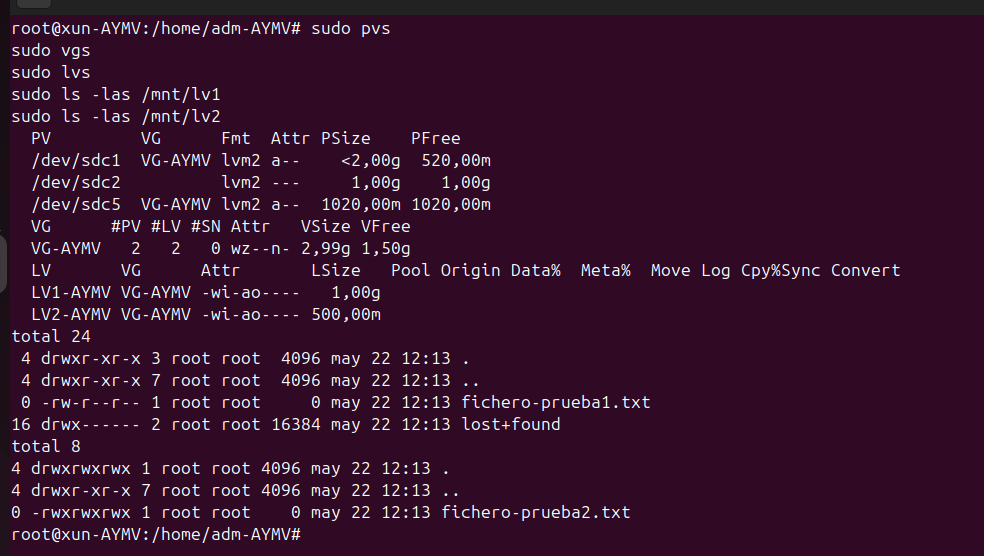 root@xun-AYMV:/home/adm-AYMV# sudo pvs
sudo vgs
sudo lvs
sudo ls -las /mnt/lv1
sudo ls -las /mnt/lv2
  PV         VG      Fmt  Attr PSize    PFree
  /dev/sdc1  VG-AYMV lvm2 a--    <2,00g  520,00m
  /dev/sdc2          lvm2 ---     1,00g    1,00g
  /dev/sdc5  VG-AYMV lvm2 a--  1020,00m 1020,00m
  VG      #PV #LV #SN Attr   VSize VFree
  VG-AYMV   2   2   0 wz--n- 2,99g 1,50g
  LV       VG      Attr       LSize   Pool Origin Data%  Meta%  Move Log Cpy%Sync Convert
  LV1-AYMV VG-AYMV -wi-ao----   1,00g
  LV2-AYMV VG-AYMV -wi-ao---- 500,00m
total 24
 4 drwxr-xr-x 3 root root  4096 may 22 12:13 .
 4 drwxr-xr-x 7 root root  4096 may 22 12:13 ..
 0 -rw-r--r-- 1 root root     0 may 22 12:13 fichero-prueba1.txt
16 drwx------ 2 root root 16384 may 22 12:13 lost+found
total 8
4 drwxrwxrwx 1 root root 4096 may 22 12:13 .
4 drwxr-xr-x 7 root root 4096 may 22 12:13 ..
0 -rwxrwxrwx 1 root root    0 may 22 12:13 fichero-prueba2.txt
root@xun-AYMV:/home/adm-AYMV#